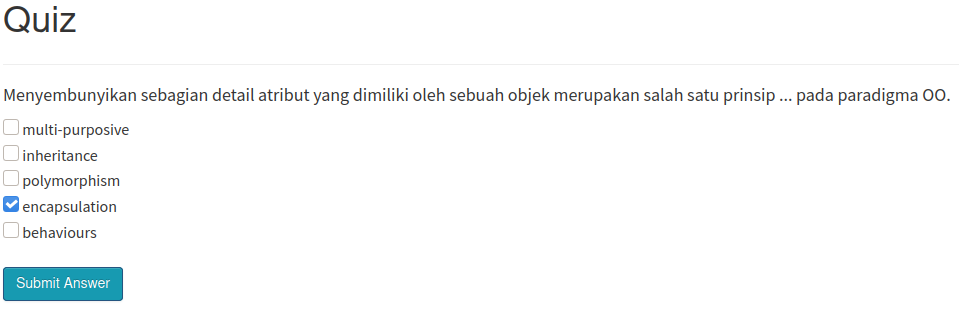 Quiz
Menyembunyikan sebagian detail atribut yang dimiliki oleh sebuah objek merupakan salah satu prinsip ... pada paradigma OO.
multi-purposive
inheritance
polymorphism
encapsulation
behaviours
Submit Answer